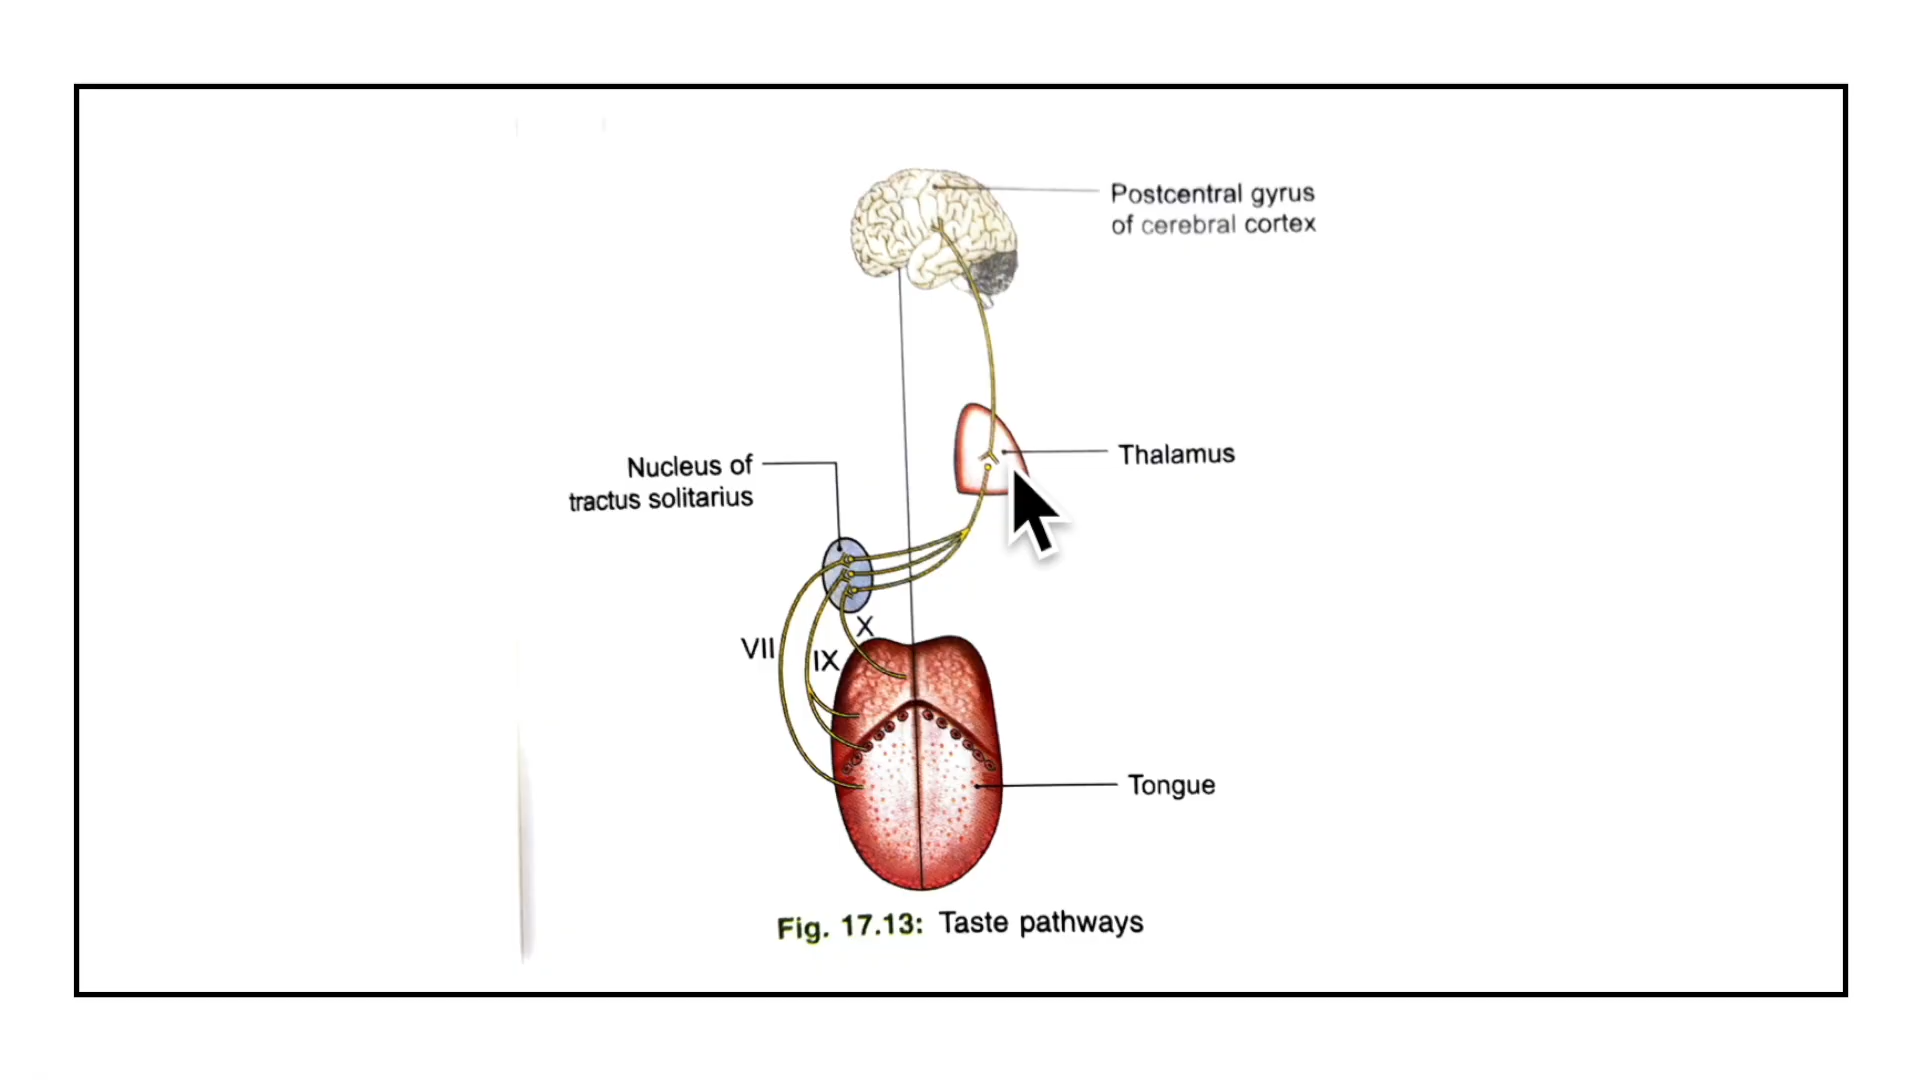 Postcentral gyrus
of cerebral cortex
Nucleus of
tractus solitarius
Thalamus
X
VII
IX
Tongue
Fig. 17.13: Taste pathways